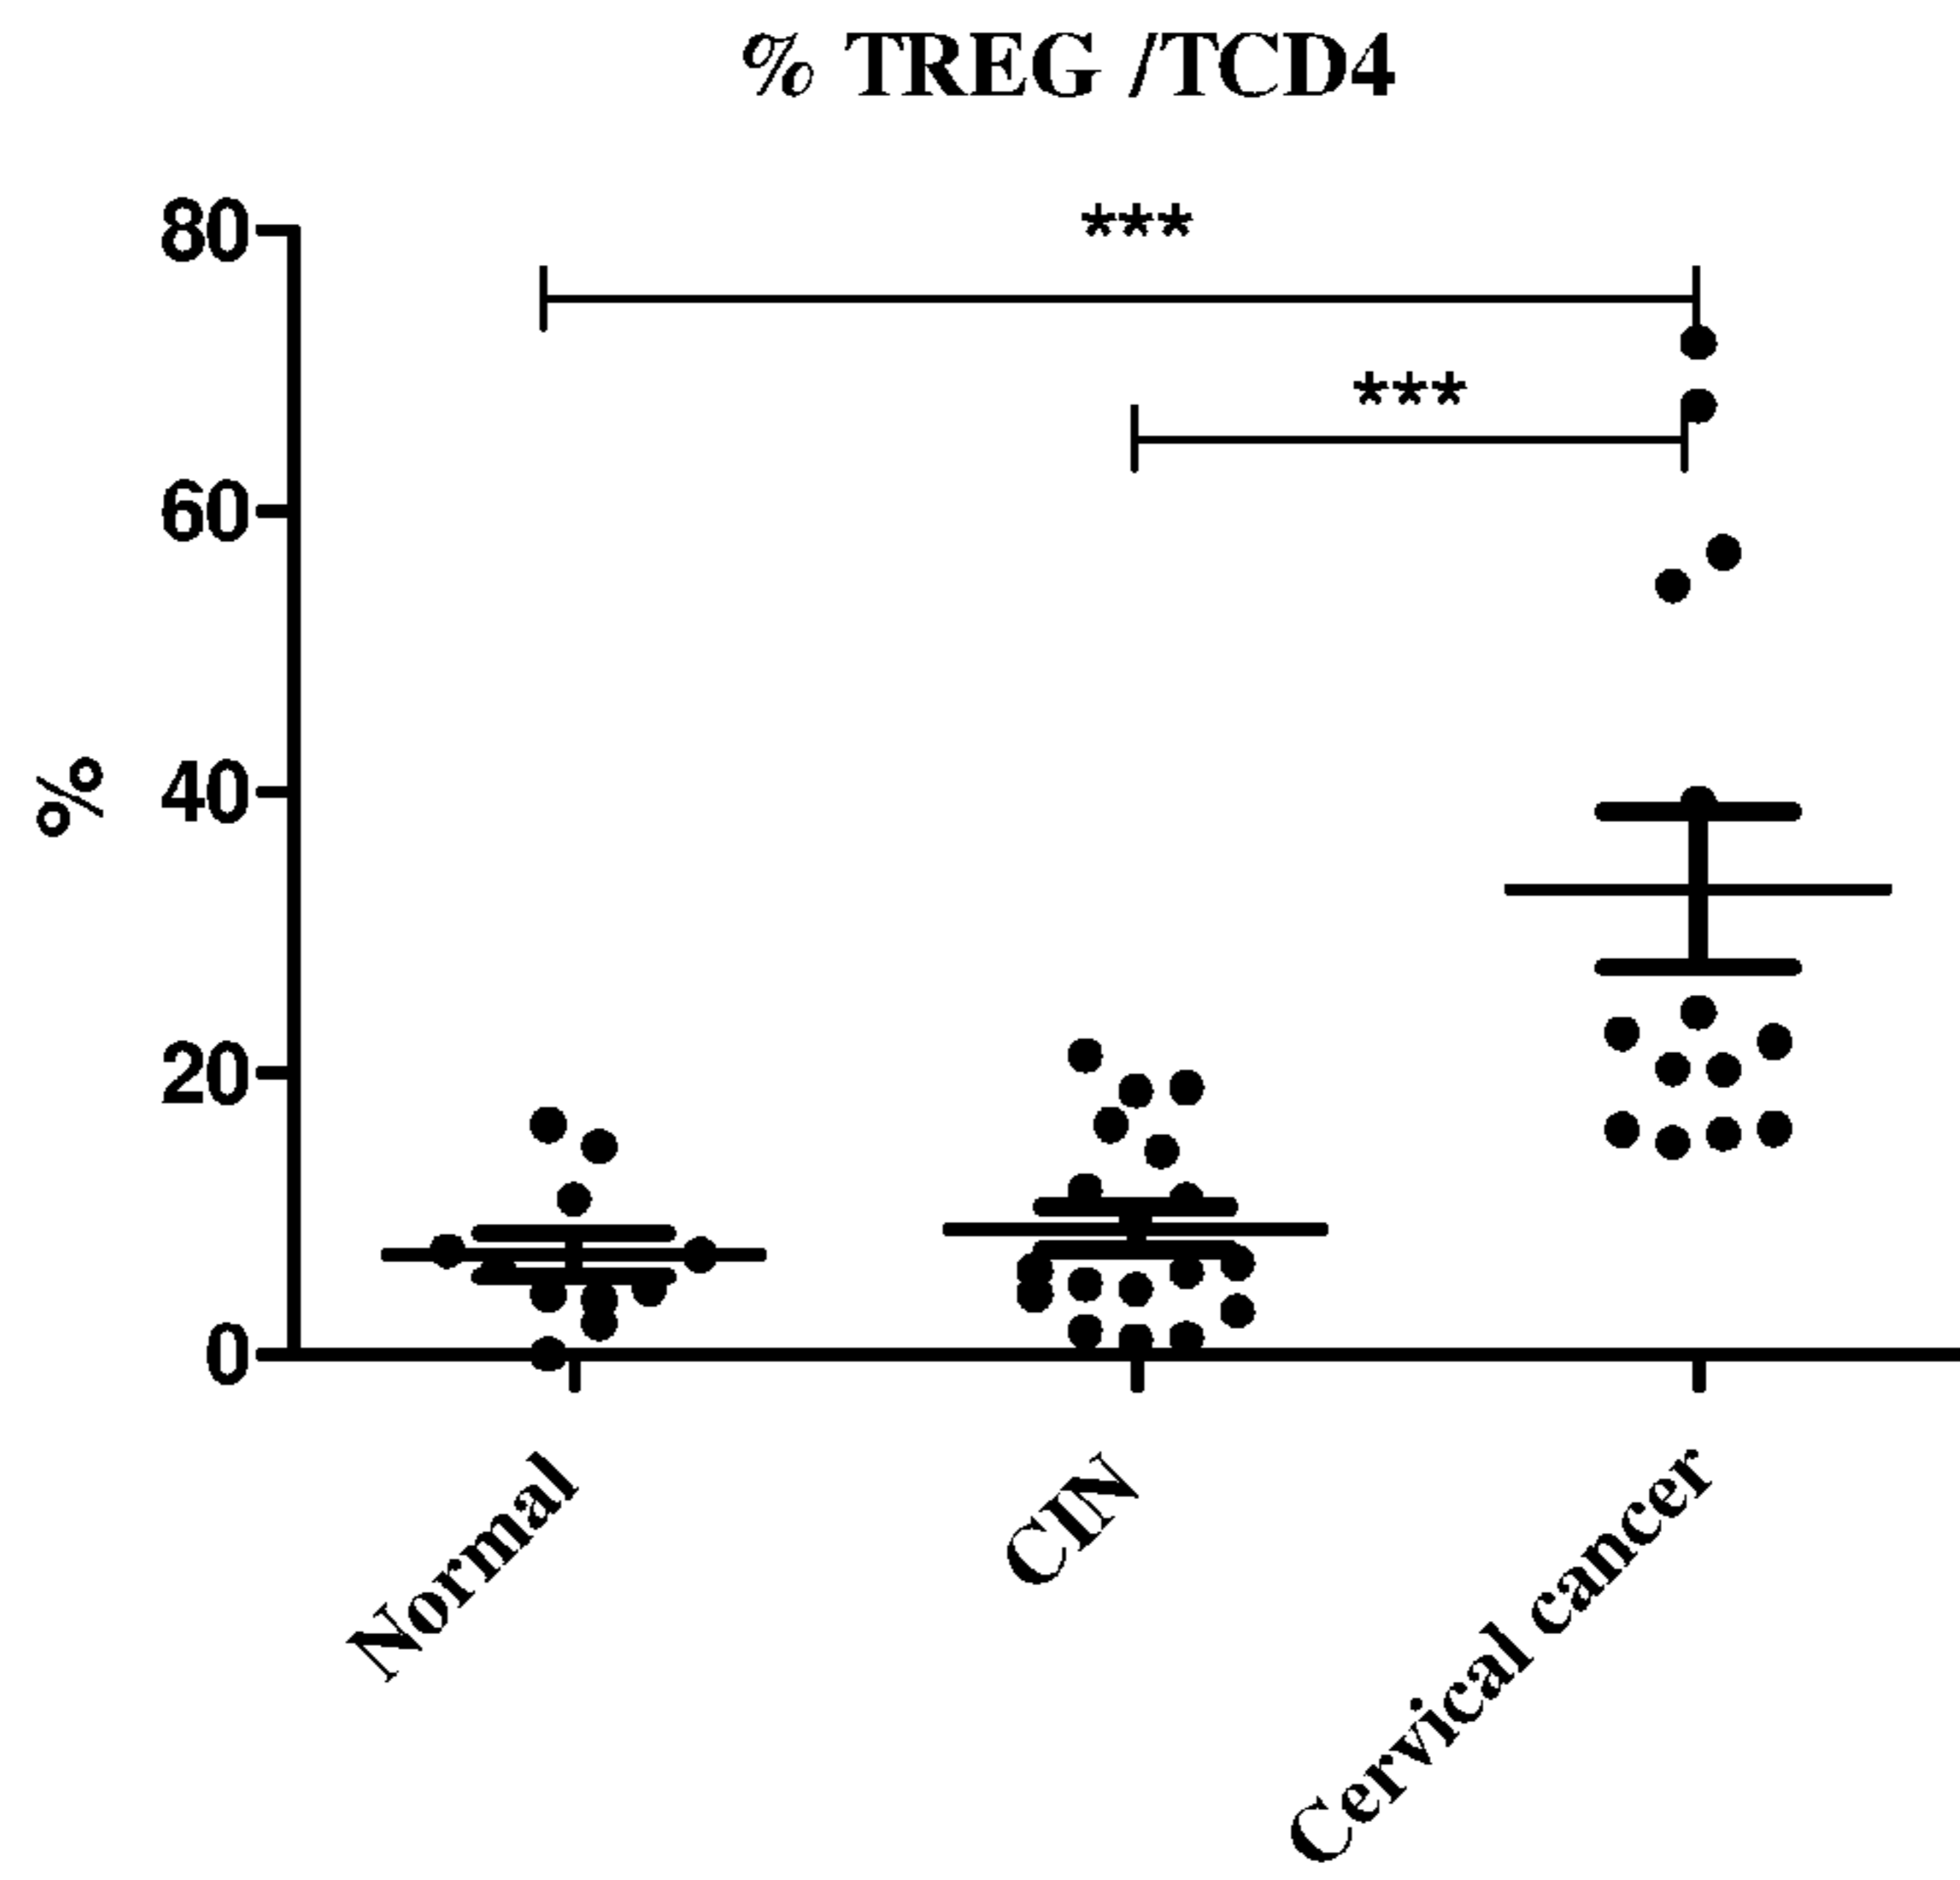 % TREG /TCD4
***
***
80
60
40
20
0
%
Normal
CIN
Cervical cancer